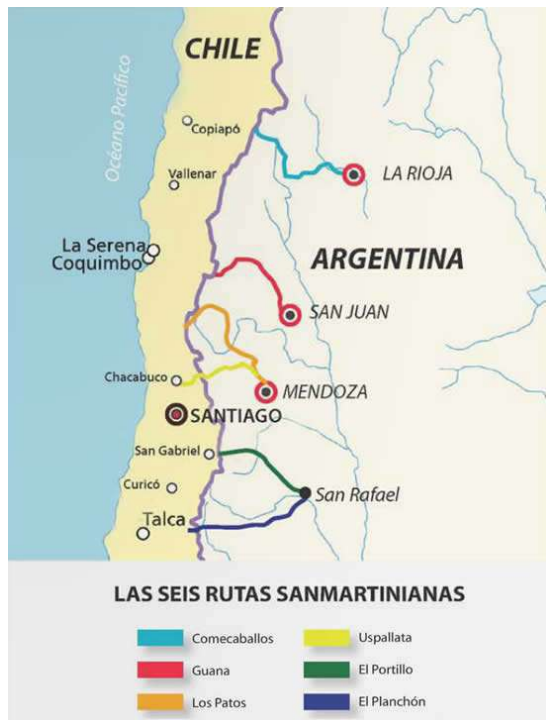 CHILE
Océano Pacífico
Copiapó
LA RIOJA
Vallenar
La Serena
Coquimbo
ARGENTINA
SAN JUAN
Chacabuco
MENDOZA
SANTIAGO
San Gabriel
Curicó
San Rafael
Talca
LAS SEIS RUTAS SANMARTINIANAS
Comecaballos
Uspallata
Guana
El Portillo
Los Patos
El Planchón